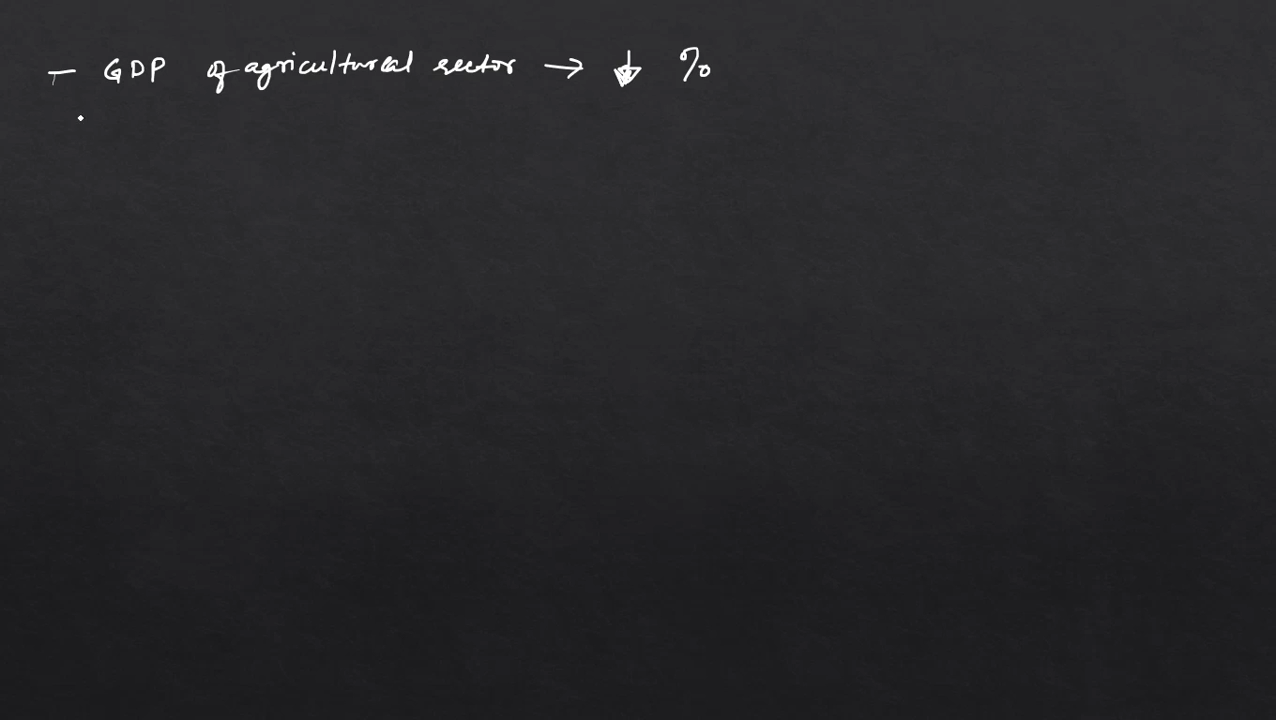 - GDP of agricultural sector → ↓ %